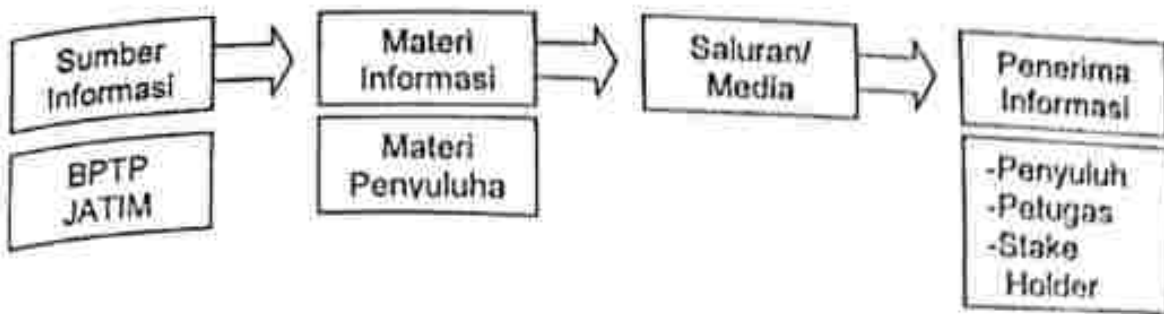 Sumber
Informasi
Materi
Informasi
Saluran/
Media
Penerima
Informasi
BPTP
JATIM
Materi
Penyuluha
-Penyuluh
-Petugas
-Stake
Holder